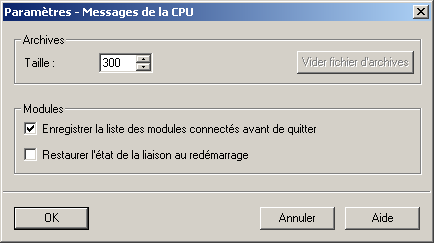 Paramètres - Messages de la CPU
Archives
Taille : 300 Vider fichier d'archives
Modules
Enregistrer la liste des modules connectés avant de quitter
Restaurer l'état de la liaison au redémarrage
OK Annuler Aide